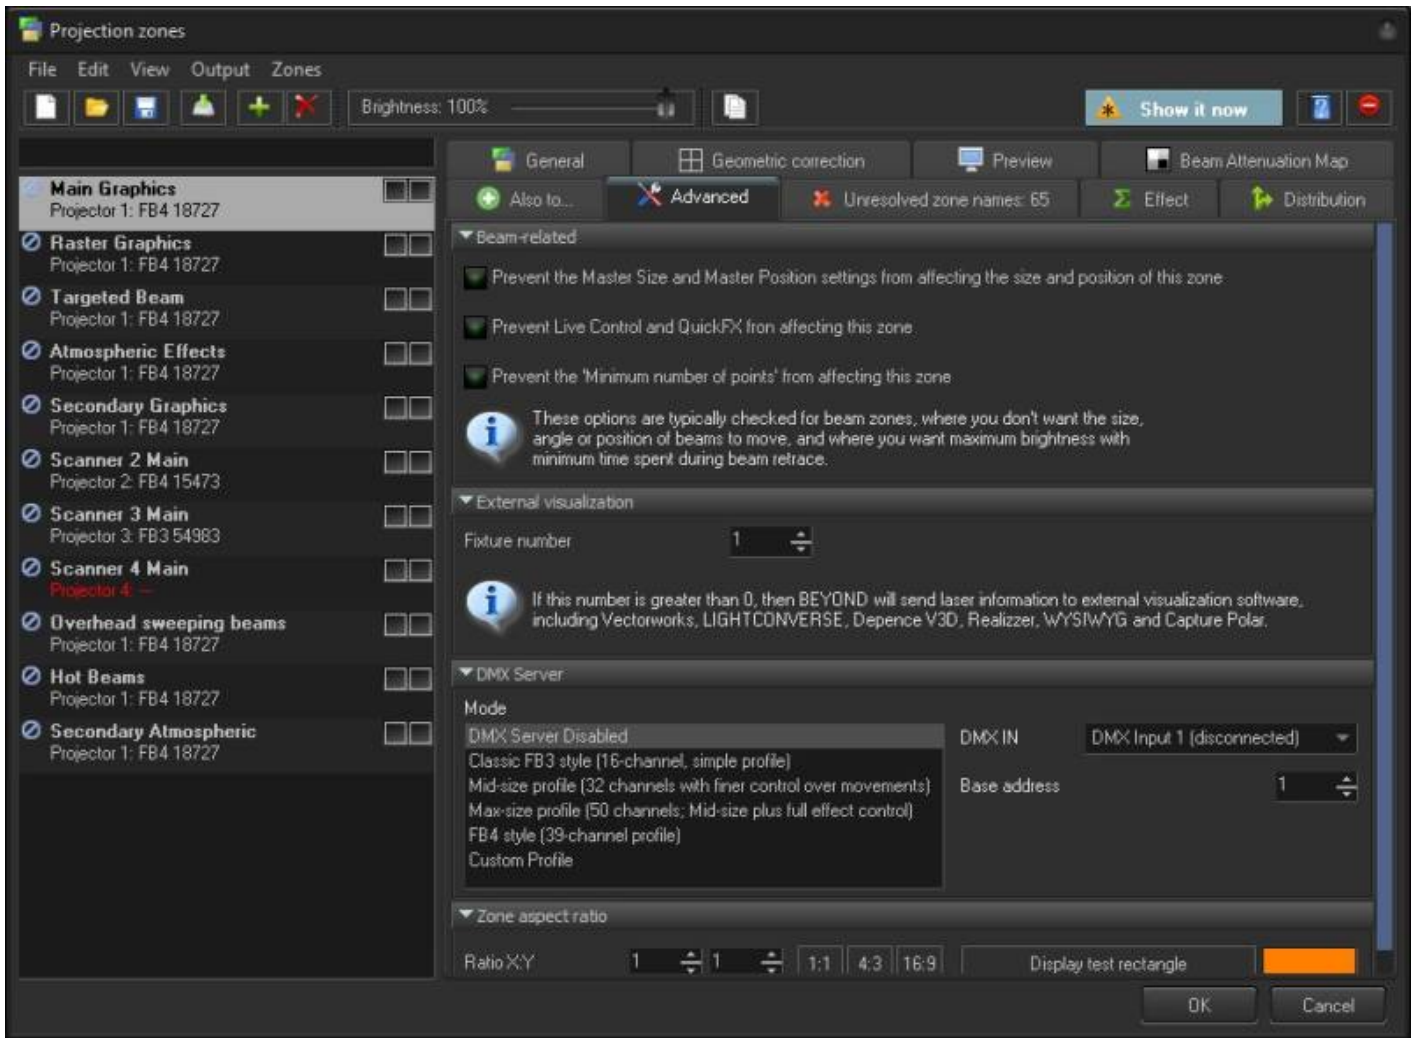 Projection zones
File Edit View Output Zones
Brightness: 100%
Show it now
General Geometric correction Preview Beam Attenuation Map
Also to... Advanced Unresolved zone names: 65 Effect Distribution
Main Graphics
Projector 1: FB4 18727
Raster Graphics
Projector 1: FB4 18727
Targeted Beam
Projector 1: FB4 18727
Atmospheric Effects
Projector 1: FB4 18727
Secondary Graphics
Projector 1: FB4 18727
Scanner 2 Main
Projector 2: FB4 15473
Scanner 3 Main
Projector 3: FB3 54983
Scanner 4 Main
Projector 4: --
Overhead sweeping beams
Projector 1: FB4 18727
Hot Beams
Projector 1: FB4 18727
Secondary Atmospheric
Projector 1: FB4 18727
Beam-related
Prevent the Master Size and Master Position settings from affecting the size and position of this zone
Prevent Live Control and QuickFX fron affecting this zone
Prevent the 'Minimum number of points' from affecting this zone
These options are typically checked for beam zones, where you don't want the size,
angle or position of beams to move, and where you want maximum brightness with
minimum time spent during beam retrace.
External visualization
Fixture number 1
If this number is greater than 0, then BEYOND will send laser information to external visualization software,
including Vectorworks, LIGHTCONVERSE, Depence V3D, Realizzer, WYSIWYG and Capture Polar.
DMX Server
Mode
DMX Server Disabled
Classic FB3 style (16-channel, simple profile)
Mid-size profile (32 channels with finer control over movements)
Max-size profile (50 channels; Mid-size plus full effect control)
FB4 style (39-channel profile)
Custom Profile
DMX IN DMX Input 1 (disconnected)
Base address 1
Zone aspect ratio
Ratio X:Y 1 1 1:1 4:3 16:9 Display test rectangle
OK Cancel